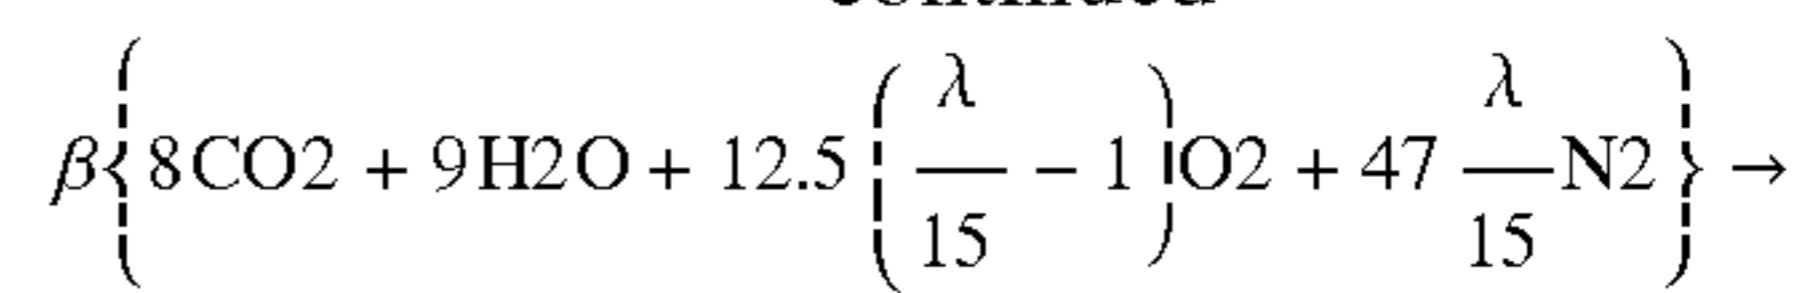 β{8CO2 + 9H2O + 12.5(λ/15 − 1)O2 + 47 λ/15 N2} →